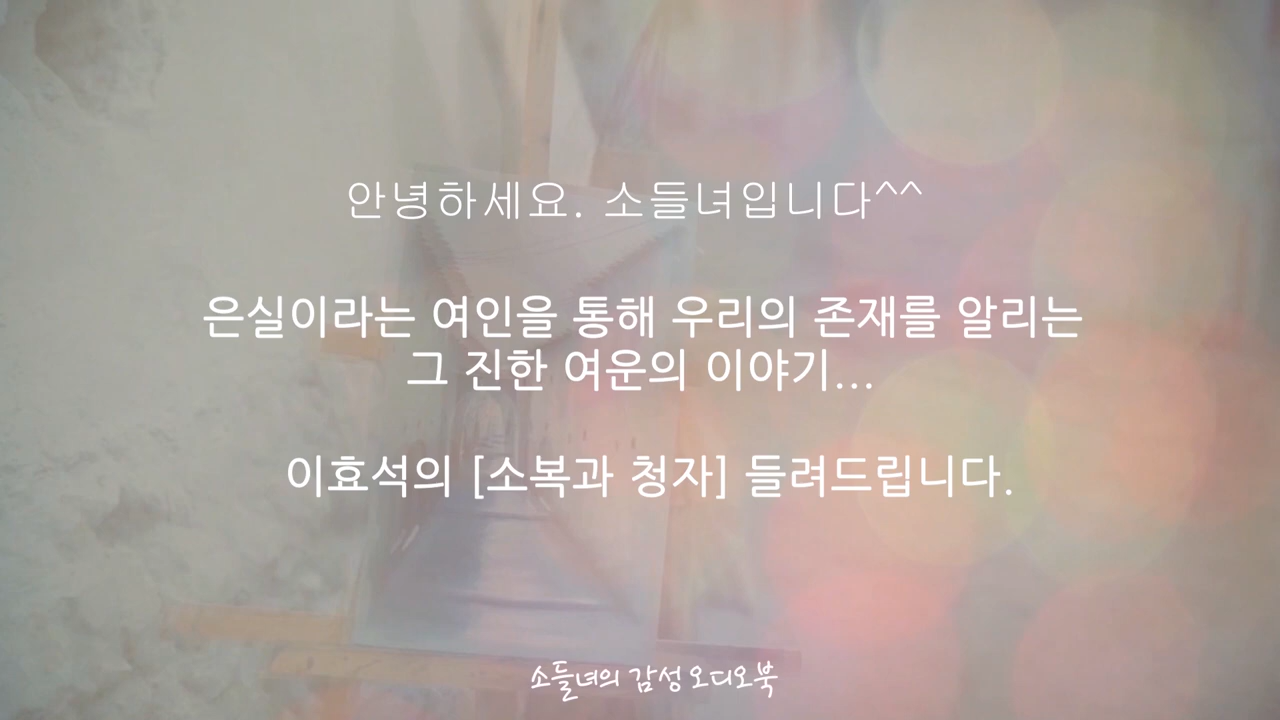 안녕하세요. 소들녀입니다^^
은실이라는 여인을 통해 우리의 존재를 알리는
그 진한 여운의 이야기...
이효석의 [소복과 청자] 들려드립니다.
소들녀의 감성 오디오북